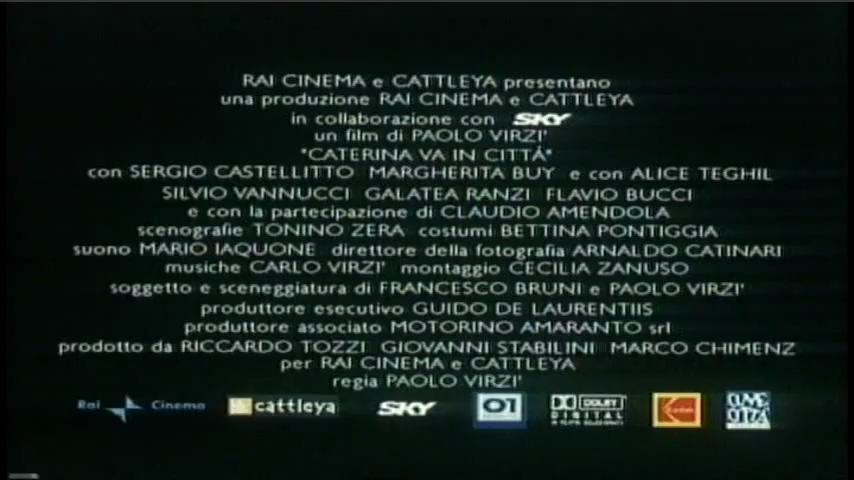 RAI CINEMA e CATTLEYA presentano
una produzione RAI CINEMA e CATTLEYA
in collaborazione con SKY
un film di PAOLO VIRZI'
"CATERINA VA IN CITTÁ"
con SERGIO CASTELLITTO MARGHERITA BUY e con ALICE TEGHIL
SILVIO VANNUCCI GALATEA RANZI FLAVIO BUCCI
e con la partecipazione di CLAUDIO AMENDOLA
scenografie TONINO ZERA costumi BETTINA PONTIGGIA
suono MARIO IAQUONE direttore della fotografia ARNALDO CATINARI
musiche CARLO VIRZI' montaggio CECILIA ZANUSO
soggetto e sceneggiatura di FRANCESCO BRUNI e PAOLO VIRZI'
produttore esecutivo GUIDO DE LAURENTIIS
produttore associato MOTORINO AMARANTO srl
prodotto da RICCARDO TOZZI GIOVANNI STABILINI MARCO CHIMENZ
per RAI CINEMA e CATTLEYA
regia PAOLO VIRZI'
Rai Cinema cattleya SKY 01 DOLBY Kodak
DIGITAL